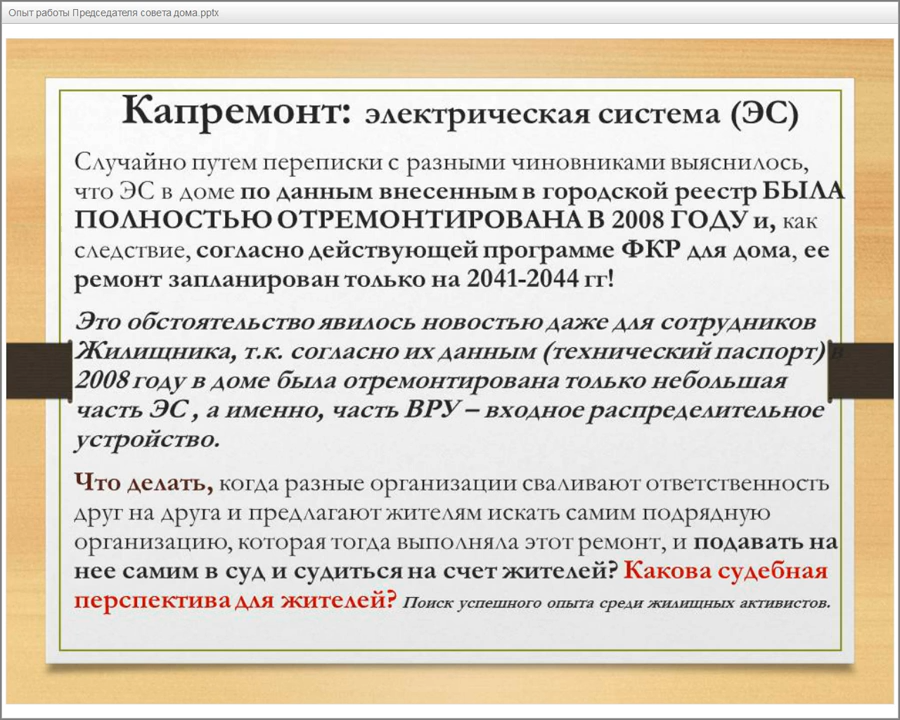 Опыт работы Председателя совета дома.pptx
Капремонт: электрическая система (ЭС)
Случайно путем переписки с разными чиновниками выяснилось,
что ЭС в доме по данным внесенным в городской реестр БЫЛА
ПОЛНОСТЬЮ ОТРЕМОНТИРОВАНА В 2008 ГОДУ и, как
следствие, согласно действующей программе ФКР для дома, ее
ремонт запланирован только на 2041-2044 гг!
Это обстоятельство явилось новостью даже для сотрудников
Жилищника, т.к. согласно их данным (технический паспорт) в
2008 году в доме была отремонтирована только небольшая
часть ЭС , а именно, часть ВРУ – входное распределительное
устройство.
Что делать, когда разные организации сваливают ответственность
друг на друга и предлагают жителям искать самим подрядную
организацию, которая тогда выполняла этот ремонт, и подавать на
нее самим в суд и судиться на счет жителей? Какова судебная
перспектива для жителей? Поиск успешного опыта среди жилищных активистов.